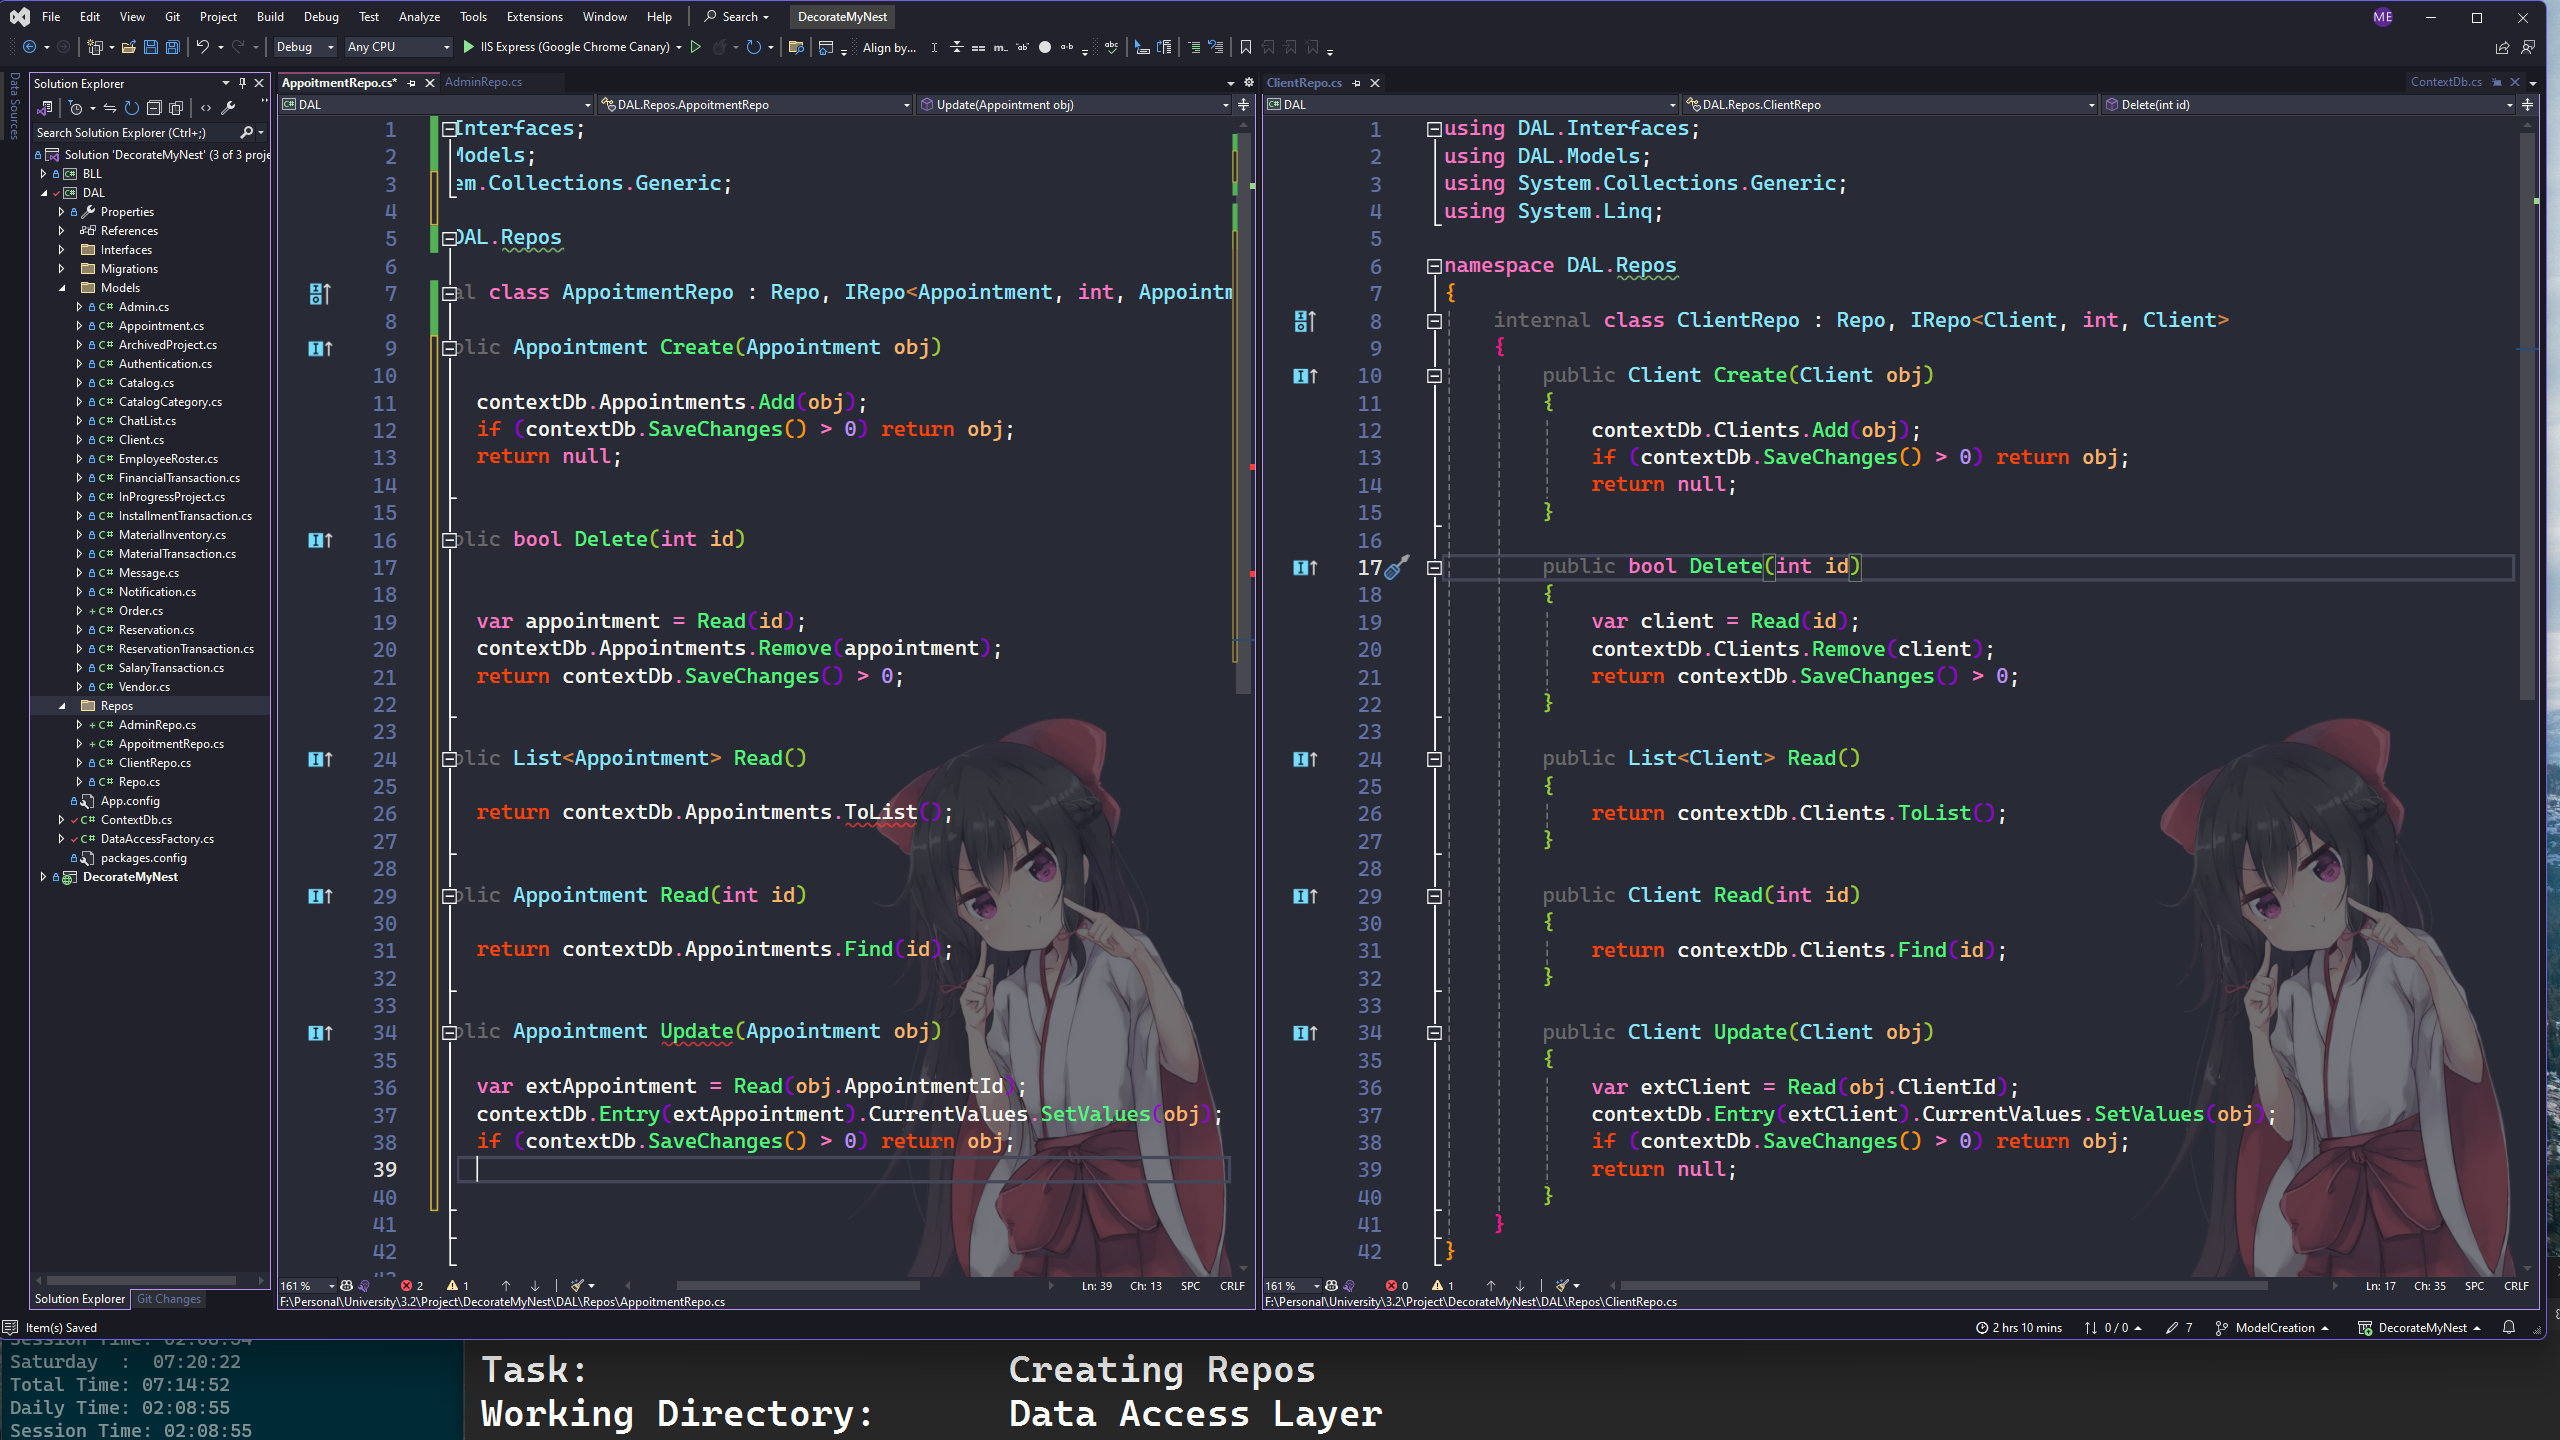 File Edit View Git Project Build Debug Test Analyze Tools Extensions Window Help Search DecorateMyNest ME
Debug Any CPU IIS Express (Google Chrome Canary) Align by...
Data Sources
Solution Explorer
Search Solution Explorer (Ctrl+;)
Solution 'DecorateMyNest' (3 of 3 proje
BLL
DAL
Properties
References
Interfaces
Migrations
Models
C# Admin.cs
C# Appointment.cs
C# ArchivedProject.cs
C# Authentication.cs
C# Catalog.cs
C# CatalogCategory.cs
C# ChatList.cs
C# Client.cs
C# EmployeeRoster.cs
C# FinancialTransaction.cs
C# InProgressProject.cs
C# InstallmentTransaction.cs
C# MaterialInventory.cs
C# MaterialTransaction.cs
C# Message.cs
C# Notification.cs
+ C# Order.cs
C# Reservation.cs
C# ReservationTransaction.cs
C# SalaryTransaction.cs
C# Vendor.cs
Repos
+ C# AdminRepo.cs
+ C# AppoitmentRepo.cs
C# ClientRepo.cs
C# Repo.cs
App.config
C# ContextDb.cs
C# DataAccessFactory.cs
packages.config
DecorateMyNest
Solution Explorer Git Changes
AppoitmentRepo.cs* AdminRepo.cs
DAL DAL.Repos.AppoitmentRepo Update(Appointment obj)
1 Interfaces;
2 Models;
3 em.Collections.Generic;
4
5 DAL.Repos
6
7 al class AppoitmentRepo : Repo, IRepo<Appointment, int, Appointm
8
9 blic Appointment Create(Appointment obj)
10
11 contextDb.Appointments.Add(obj);
12 if (contextDb.SaveChanges() > 0) return obj;
13 return null;
14
15
16 blic bool Delete(int id)
17
18
19 var appointment = Read(id);
20 contextDb.Appointments.Remove(appointment);
21 return contextDb.SaveChanges() > 0;
22
23
24 blic List<Appointment> Read()
25
26 return contextDb.Appointments.ToList();
27
28
29 blic Appointment Read(int id)
30
31 return contextDb.Appointments.Find(id);
32
33
34 blic Appointment Update(Appointment obj)
35
36 var extAppointment = Read(obj.AppointmentId);
37 contextDb.Entry(extAppointment).CurrentValues.SetValues(obj);
38 if (contextDb.SaveChanges() > 0) return obj;
39
40
41
42
161 % 2 1 Ln: 39 Ch: 13 SPC CRLF
F:\Personal\University\3.2\Project\DecorateMyNest\DAL\Repos\AppoitmentRepo.cs
ClientRepo.cs ContextDb.cs
DAL DAL.Repos.ClientRepo Delete(int id)
1 using DAL.Interfaces;
2 using DAL.Models;
3 using System.Collections.Generic;
4 using System.Linq;
5
6 namespace DAL.Repos
7 {
8 internal class ClientRepo : Repo, IRepo<Client, int, Client>
9 {
10 public Client Create(Client obj)
11 {
12 contextDb.Clients.Add(obj);
13 if (contextDb.SaveChanges() > 0) return obj;
14 return null;
15 }
16
17 public bool Delete(int id)
18 {
19 var client = Read(id);
20 contextDb.Clients.Remove(client);
21 return contextDb.SaveChanges() > 0;
22 }
23
24 public List<Client> Read()
25 {
26 return contextDb.Clients.ToList();
27 }
28
29 public Client Read(int id)
30 {
31 return contextDb.Clients.Find(id);
32 }
33
34 public Client Update(Client obj)
35 {
36 var extClient = Read(obj.ClientId);
37 contextDb.Entry(extClient).CurrentValues.SetValues(obj);
38 if (contextDb.SaveChanges() > 0) return obj;
39 return null;
40 }
41 }
42 }
161 % 0 1 Ln: 17 Ch: 35 SPC CRLF
F:\Personal\University\3.2\Project\DecorateMyNest\DAL\Repos\ClientRepo.cs
Item(s) Saved 2 hrs 10 mins 0 / 0 7 ModelCreation DecorateMyNest
Session Time: 02:08:54
Saturday : 07:20:22
Total Time: 07:14:52
Daily Time: 02:08:55
Session Time: 02:08:55
Task: Creating Repos
Working Directory: Data Access Layer